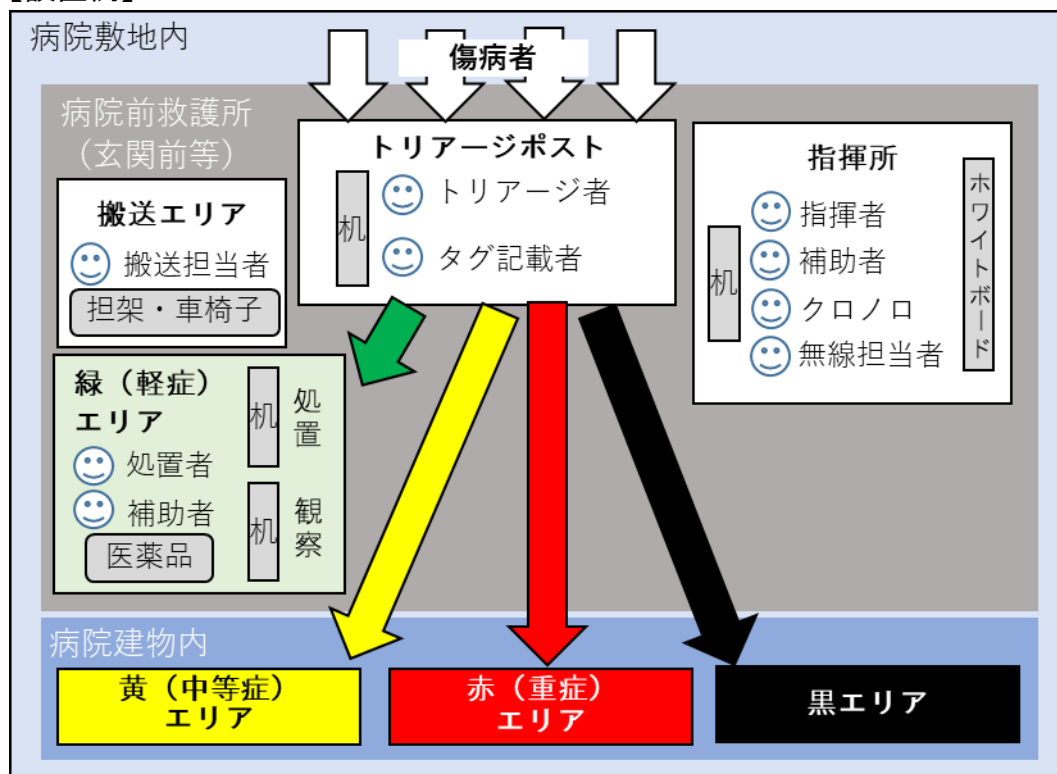 病院敷地内
傷病者
病院前救護所
（玄関前等）
トリアージポスト
机
トリアージ者
タグ記載者
指揮所
机
指揮者
補助者
クロノロ
無線担当者
ホワイトボード
搬送エリア
搬送担当者
担架・車椅子
緑（軽症）
エリア
処置者
補助者
医薬品
机
処置
机
観察
病院建物内
黄（中等症）
エリア
赤（重症）
エリア
黒エリア